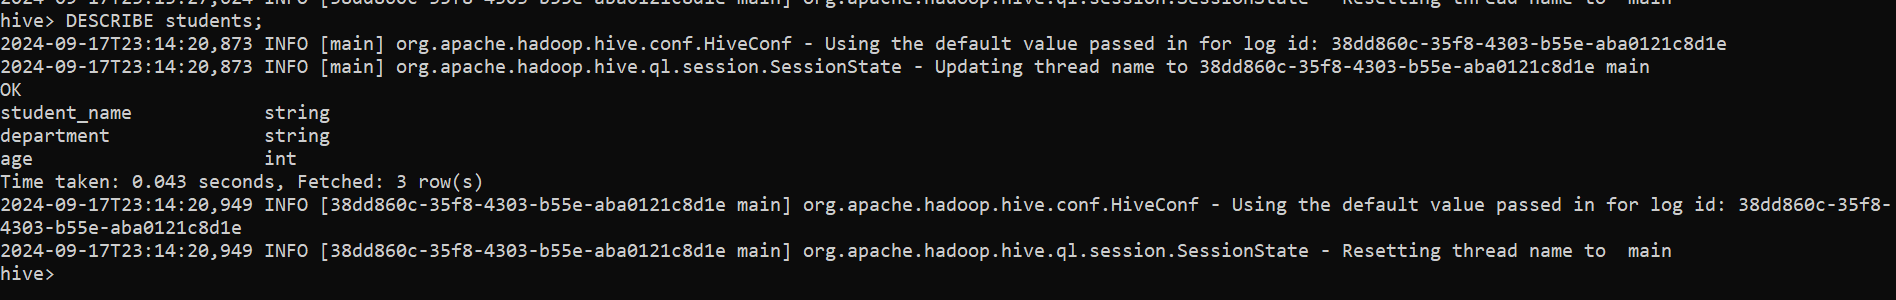 2024-09-17T23:13:27,824 INFO [38dd860c-35f8-4303-b55e-aba0121c8d1e main] org.apache.hadoop.hive.ql.session.SessionState - Resetting thread name to  main
hive> DESCRIBE students;
2024-09-17T23:14:20,873 INFO [main] org.apache.hadoop.hive.conf.HiveConf - Using the default value passed in for log id: 38dd860c-35f8-4303-b55e-aba0121c8d1e
2024-09-17T23:14:20,873 INFO [main] org.apache.hadoop.hive.ql.session.SessionState - Updating thread name to 38dd860c-35f8-4303-b55e-aba0121c8d1e main
OK
student_name            string
department              string
age                     int
Time taken: 0.043 seconds, Fetched: 3 row(s)
2024-09-17T23:14:20,949 INFO [38dd860c-35f8-4303-b55e-aba0121c8d1e main] org.apache.hadoop.hive.conf.HiveConf - Using the default value passed in for log id: 38dd860c-35f8-
4303-b55e-aba0121c8d1e
2024-09-17T23:14:20,949 INFO [38dd860c-35f8-4303-b55e-aba0121c8d1e main] org.apache.hadoop.hive.ql.session.SessionState - Resetting thread name to  main
hive>